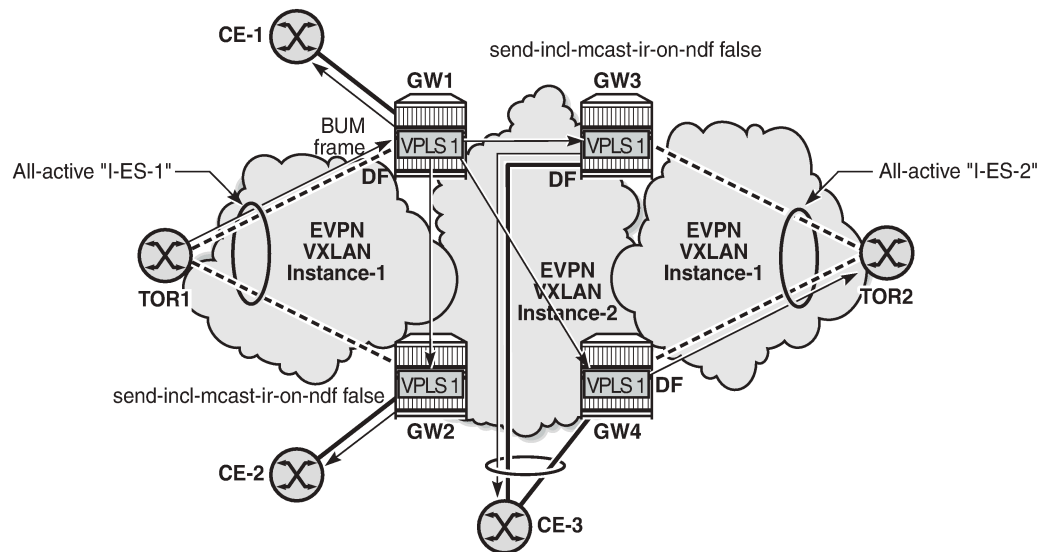 CE-1
send-incl-mcast-ir-on-ndf false
GW1
GW3
BUM
frame
VPLS 1
VPLS 1
All-active "I-ES-1"
DF
DF
All-active "I-ES-2"
EVPN
VXLAN
Instance-1
EVPN
VXLAN
Instance-2
EVPN
VXLAN
Instance-1
TOR1
TOR2
send-incl-mcast-ir-on-ndf false
VPLS 1
VPLS 1
DF
GW2
GW4
CE-2
CE-3